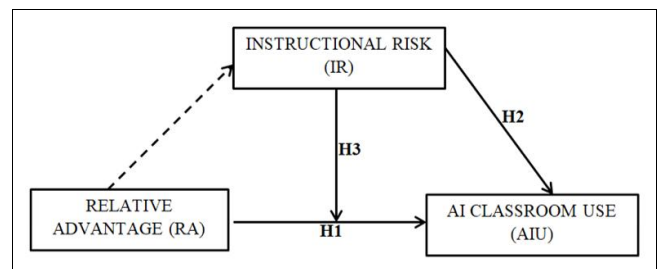 INSTRUCTIONAL RISK
(IR)
H2
H3
RELATIVE
ADVANTAGE (RA)
H1
AI CLASSROOM USE
(AIU)